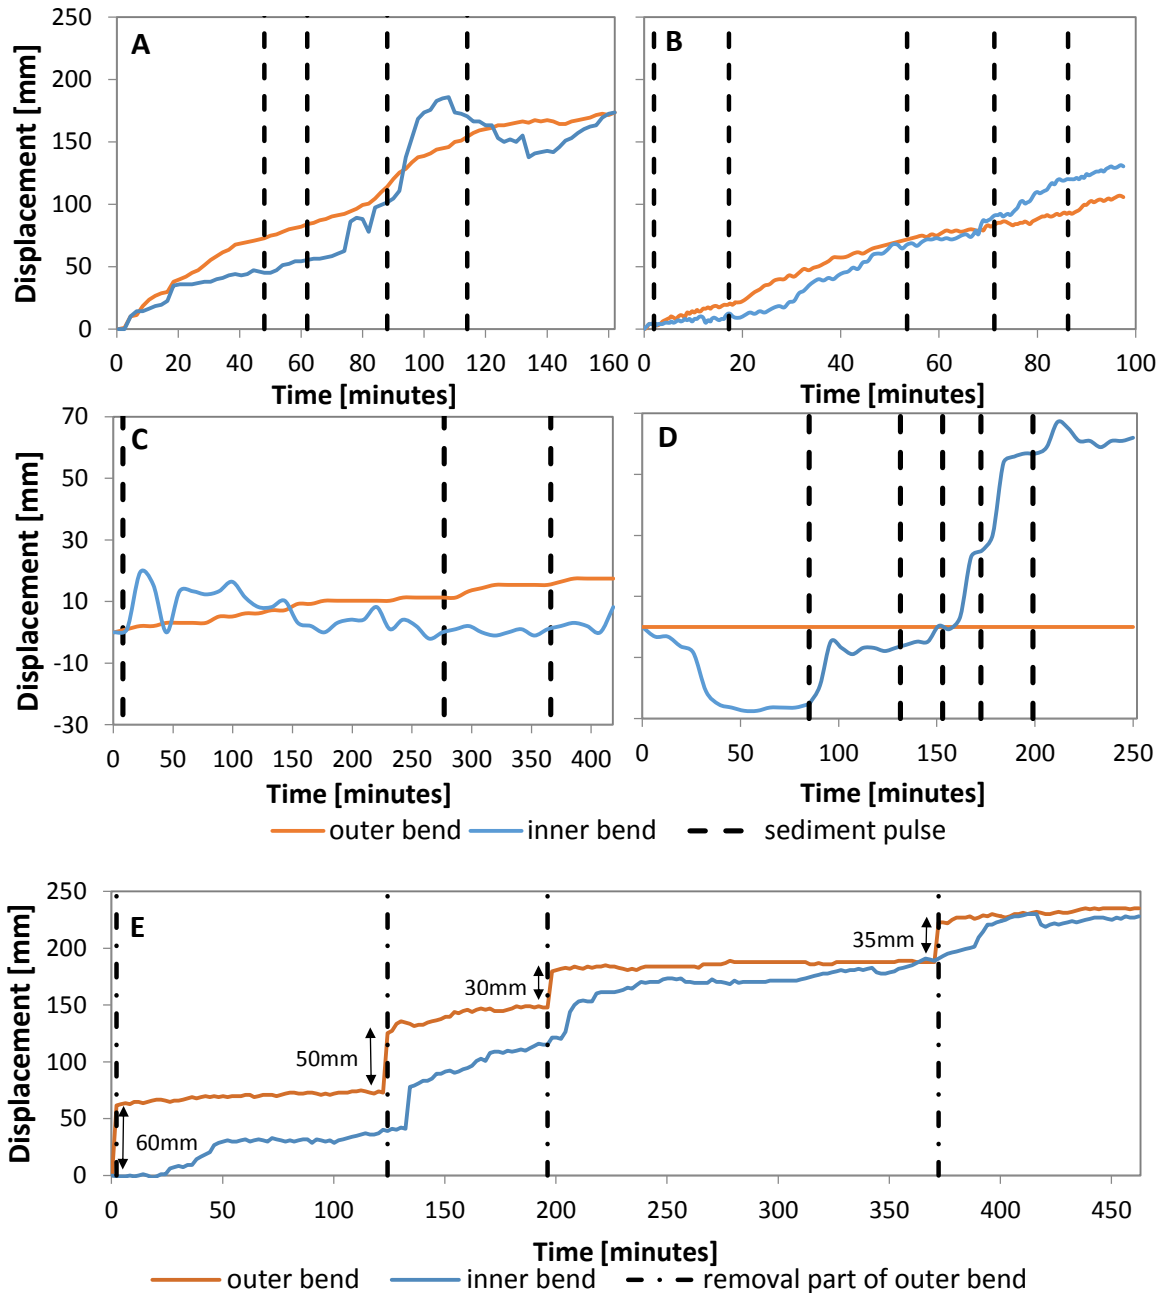 A
B
Displacement [mm]
250
200
150
100
50
0
0 20 40 60 80 100 120 140 160
0 20 40 60 80 100
Time [minutes]
Time [minutes]
C
D
Displacement [mm]
70
50
30
10
-10
-30
0 50 100 150 200 250 300 350 400
0 50 100 150 200 250
Time [minutes]
Time [minutes]
outer bend inner bend sediment pulse
E
Displacement [mm]
250
200
150
100
50
0
60mm
50mm
30mm
35mm
0 50 100 150 200 250 300 350 400 450
Time [minutes]
outer bend inner bend removal part of outer bend